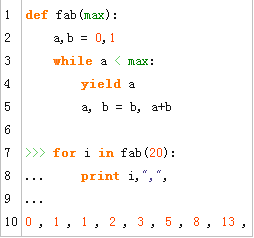 1 def fab(max):
2 a,b = 0,1
3 while a < max:
4 yield a
5 a, b = b, a+b
6
7 >>> for i in fab(20):
8 ... print i,",",
9 ...
10 0 , 1 , 1 , 2 , 3 , 5 , 8 , 13 ,